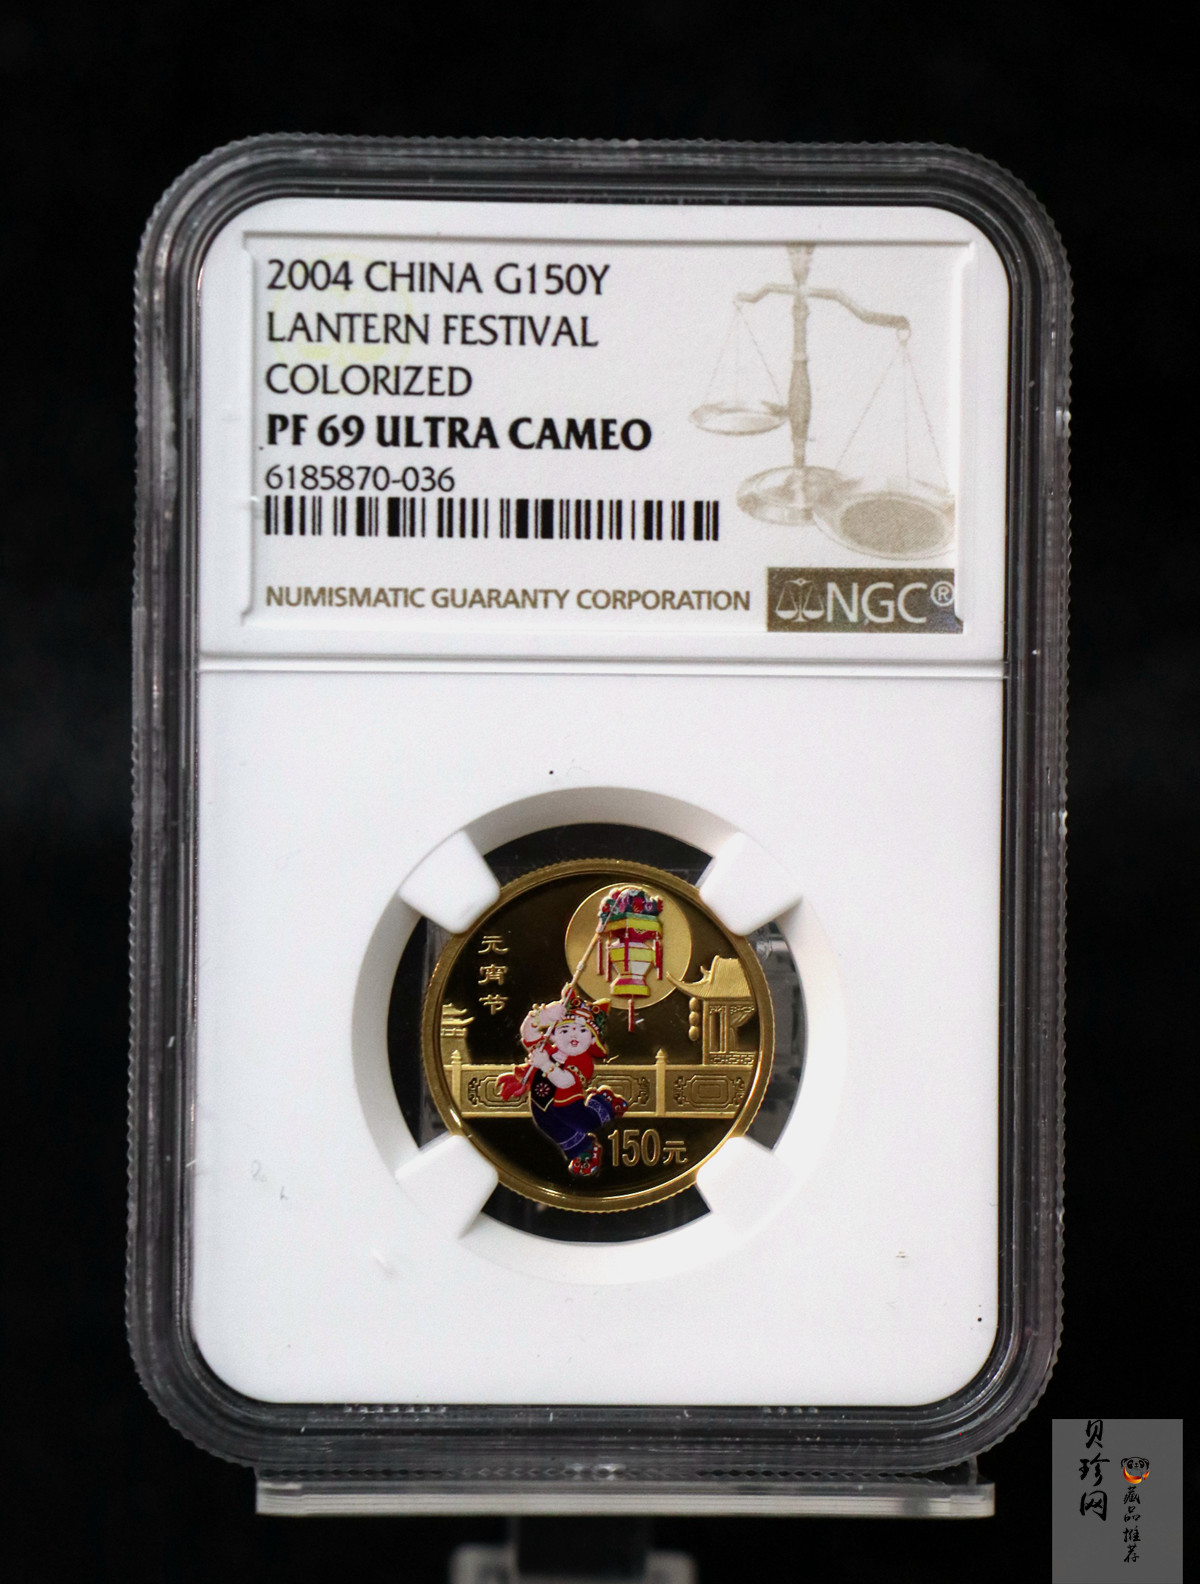 2004 CHINA G150Y
LANTERN FESTIVAL
COLORIZED
PF 69 ULTRA CAMEO
6185870-036
NUMISMATIC GUARANTY CORPORATION
NGC®
元宵节
150元
贝珍网
藏品推荐